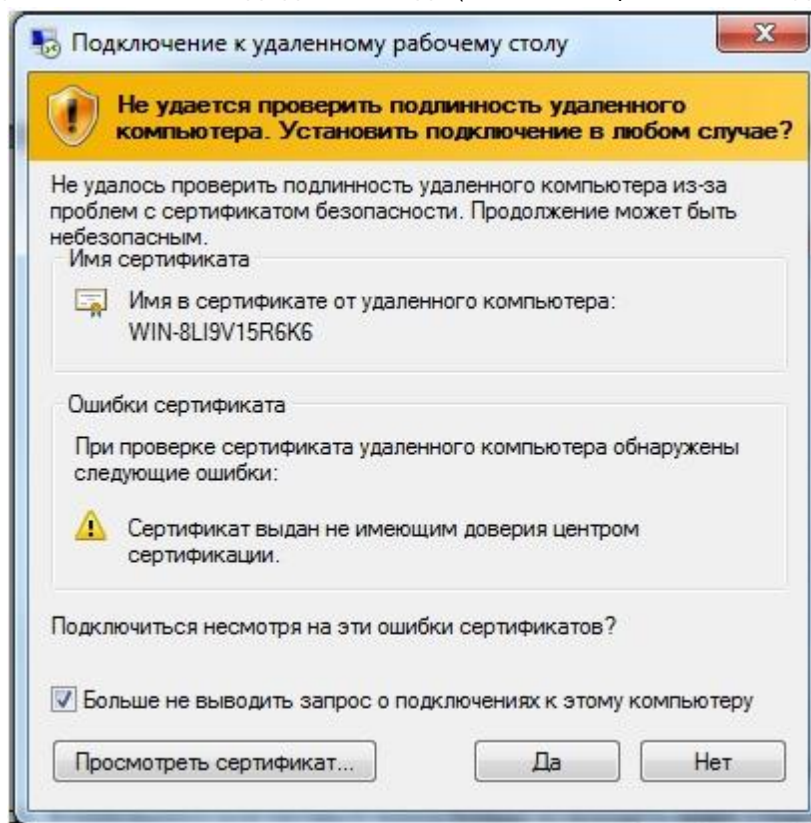 Подключение к удаленному рабочему столу
Не удается проверить подлинность удаленного
компьютера. Установить подключение в любом случае?
Не удалось проверить подлинность удаленного компьютера из-за
проблем с сертификатом безопасности. Продолжение может быть
небезопасным.
Имя сертификата
Имя в сертификате от удаленного компьютера:
WIN-8LI9V15R6K6
Ошибки сертификата
При проверке сертификата удаленного компьютера обнаружены
следующие ошибки:
Сертификат выдан не имеющим доверия центром
сертификации.
Подключиться несмотря на эти ошибки сертификатов?
Больше не выводить запрос о подключениях к этому компьютеру
Просмотреть сертификат... Да Нет